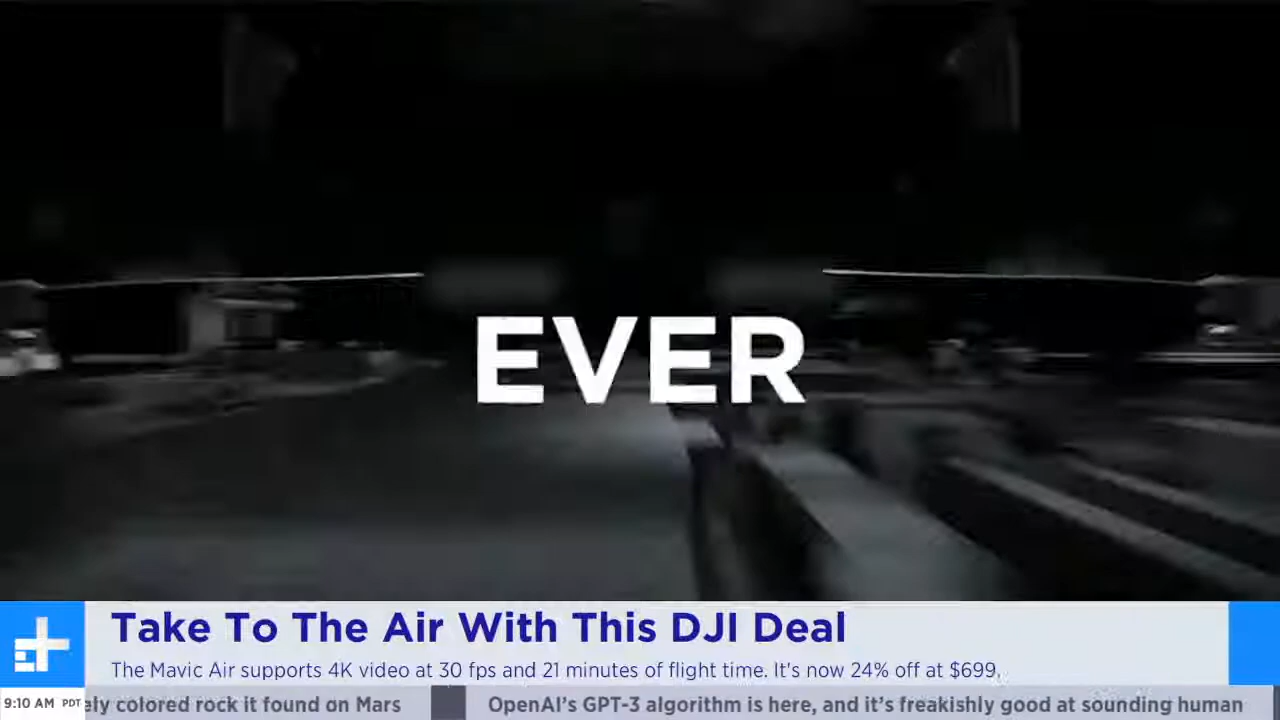 EVER
Take To The Air With This DJI Deal
The Mavic Air supports 4K video at 30 fps and 21 minutes of flight time. It's now 24% off at $699.
9:10 AM PDT
ely colored rock it found on Mars
OpenAI's GPT-3 algorithm is here, and it's freakishly good at sounding human